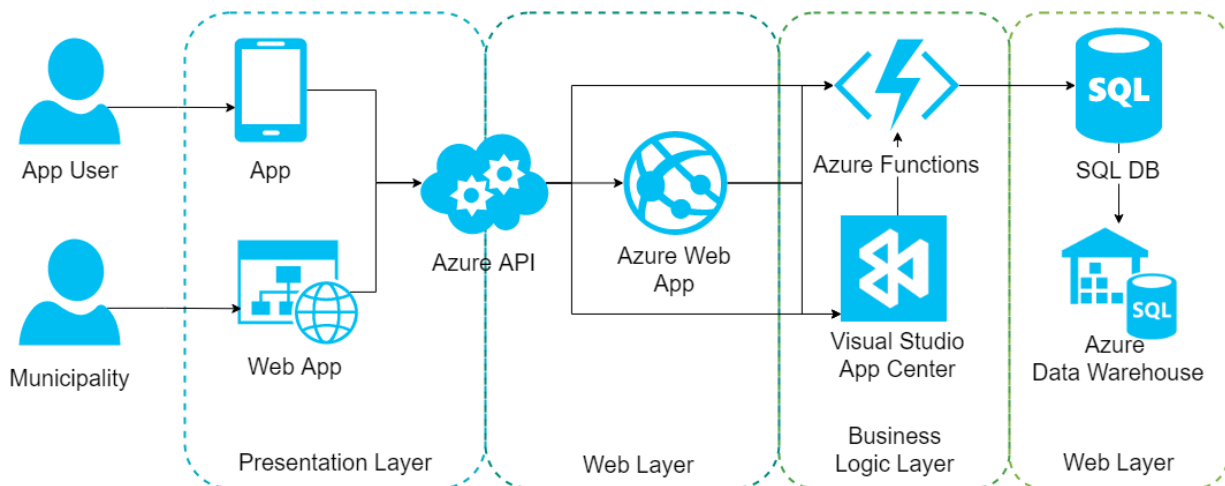 App User
App
Azure API
Azure Web
App
Azure Functions
SQL
SQL DB
Municipality
Web App
Visual Studio
App Center
SQL
Azure
Data Warehouse
Presentation Layer
Web Layer
Business
Logic Layer
Web Layer